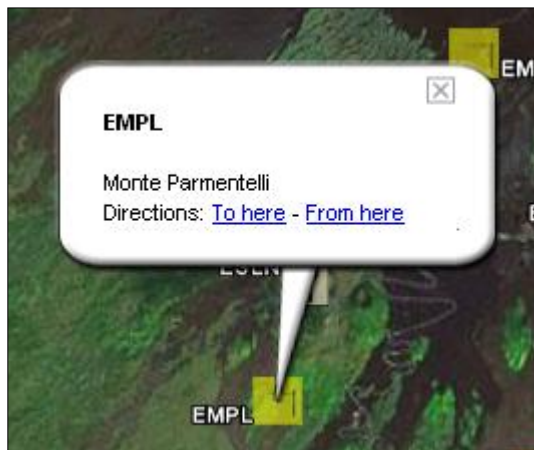 EM
EMPL
Monte Parmentelli
Directions: To here - From here
EMPL